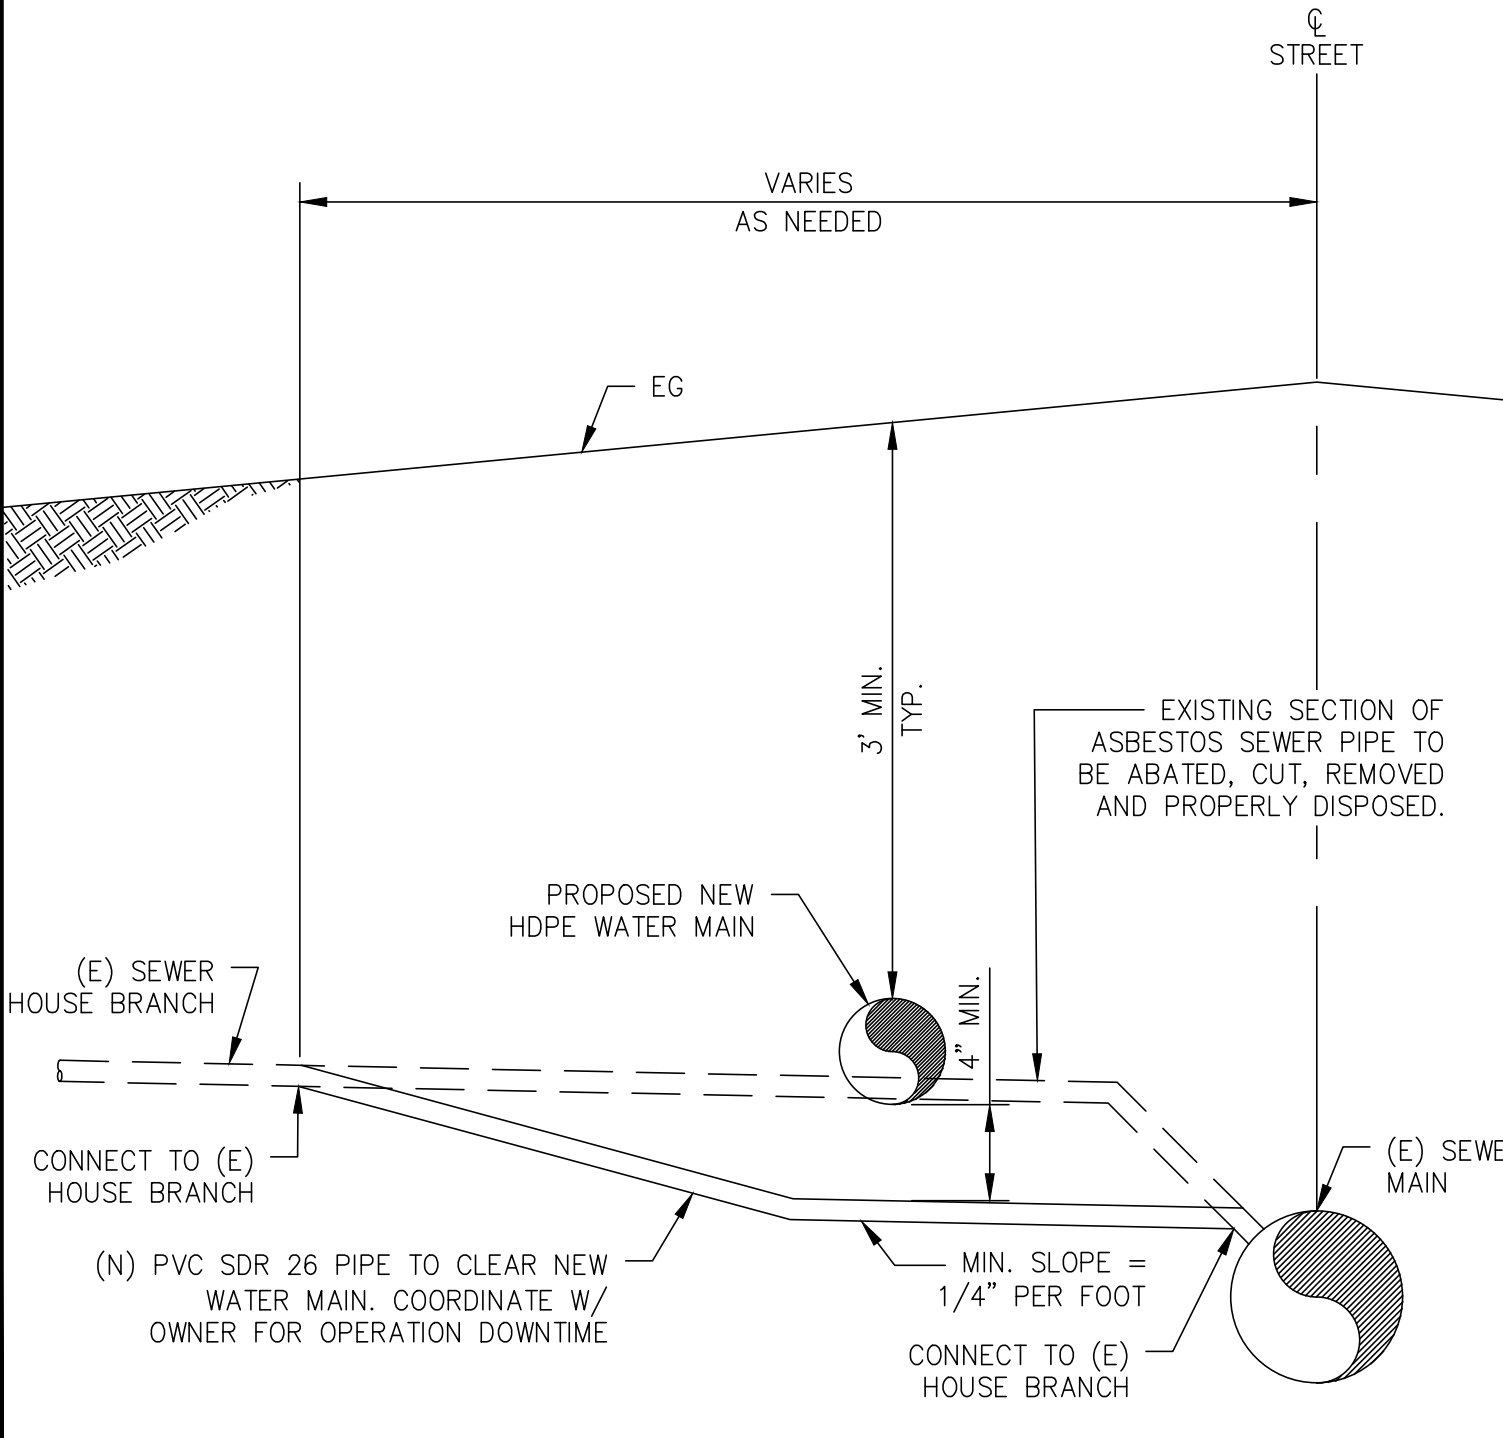 ℄
STREET
VARIES
AS NEEDED
EG
3' MIN.
TYP.
EXISTING SECTION OF
ASBESTOS SEWER PIPE TO
BE ABATED, CUT, REMOVED
AND PROPERLY DISPOSED.
PROPOSED NEW
HDPE WATER MAIN
4" MIN.
(E) SEWER
HOUSE BRANCH
CONNECT TO (E)
HOUSE BRANCH
(E) SEWE
MAIN
(N) PVC SDR 26 PIPE TO CLEAR NEW
WATER MAIN. COORDINATE W/
OWNER FOR OPERATION DOWNTIME
MIN. SLOPE =
1/4" PER FOOT
CONNECT TO (E)
HOUSE BRANCH